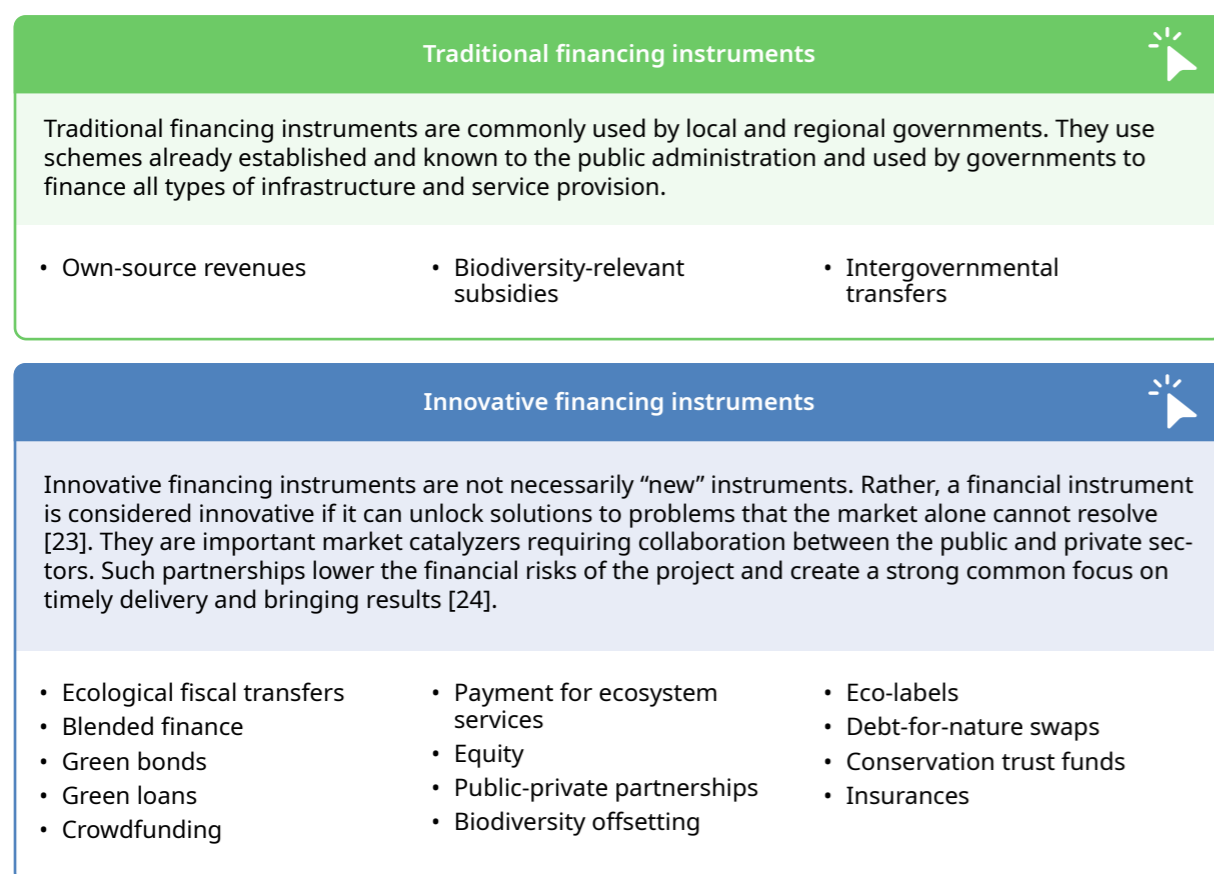 Traditional financing instruments
Traditional financing instruments are commonly used by local and regional governments. They use
schemes already established and known to the public administration and used by governments to
finance all types of infrastructure and service provision.
• Own-source revenues
• Biodiversity-relevant
subsidies
• Intergovernmental
transfers
Innovative financing instruments
Innovative financing instruments are not necessarily “new” instruments. Rather, a financial instrument
is considered innovative if it can unlock solutions to problems that the market alone cannot resolve
[23]. They are important market catalyzers requiring collaboration between the public and private sec-
tors. Such partnerships lower the financial risks of the project and create a strong common focus on
timely delivery and bringing results [24].
• Ecological fiscal transfers
• Blended finance
• Green bonds
• Green loans
• Crowdfunding
• Payment for ecosystem
services
• Equity
• Public-private partnerships
• Biodiversity offsetting
• Eco-labels
• Debt-for-nature swaps
• Conservation trust funds
• Insurances